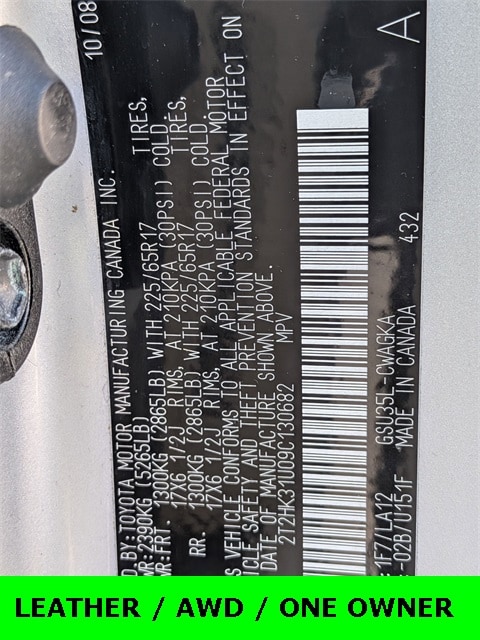 BY: TOYOTA MOTOR MANUFACTURING CANADA INC. 10/08
WR: 2390KG (5265LB)
WR: FRT. 1300KG (2865LB) WITH 225/65R17 TIRES,
17X6 1/2J RIMS, AT 210KPA (30PSI) COLD.
RR. 1300KG (2865LB) WITH 225/65R17 TIRES,
17X6 1/2J RIMS, AT 210KPA (30PSI) COLD.
S VEHICLE CONFORMS TO ALL APPLICABLE FEDERAL MOTOR
ICLE SAFETY AND THEFT PREVENTION STANDARDS IN EFFECT ON
DATE OF MANUFACTURE SHOWN ABOVE.
2T2HK31U09C130682 MPV
A
: 1F7/LA12 GSU35L-CWAGKA
-02B/U151F MADE IN CANADA 432
LEATHER / AWD / ONE OWNER